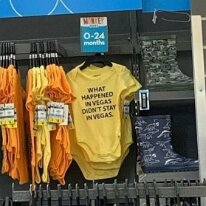 0-24
months
WHAT
HAPPENED
IN VEGAS
DIDN'T STAY
IN VEGAS.